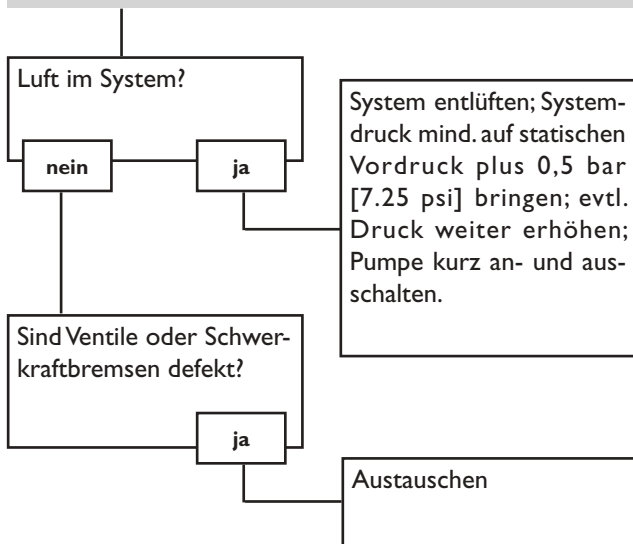 Luft im System?
nein
ja
System entlüften; System-
druck mind. auf statischen
Vordruck plus 0,5 bar
[7.25 psi] bringen; evtl.
Druck weiter erhöhen;
Pumpe kurz an- und aus-
schalten.
Sind Ventile oder Schwer-
kraftbremsen defekt?
ja
Austauschen